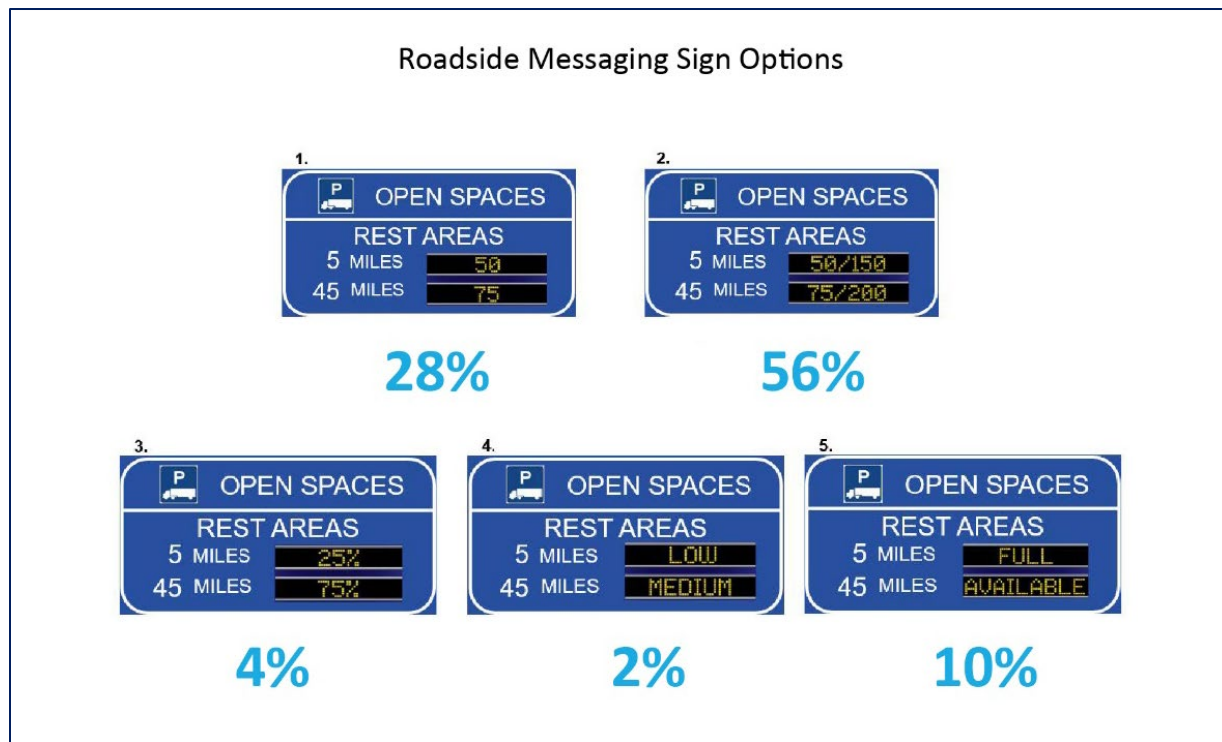 Roadside Messaging Sign Options
1.
P OPEN SPACES
REST AREAS
5 MILES 50
45 MILES 75
28%
2.
P OPEN SPACES
REST AREAS
5 MILES 50/150
45 MILES 75/200
56%
3.
P OPEN SPACES
REST AREAS
5 MILES 25%
45 MILES 75%
4%
4.
P OPEN SPACES
REST AREAS
5 MILES LOW
45 MILES MEDIUM
2%
5.
P OPEN SPACES
REST AREAS
5 MILES FULL
45 MILES AVAILABLE
10%